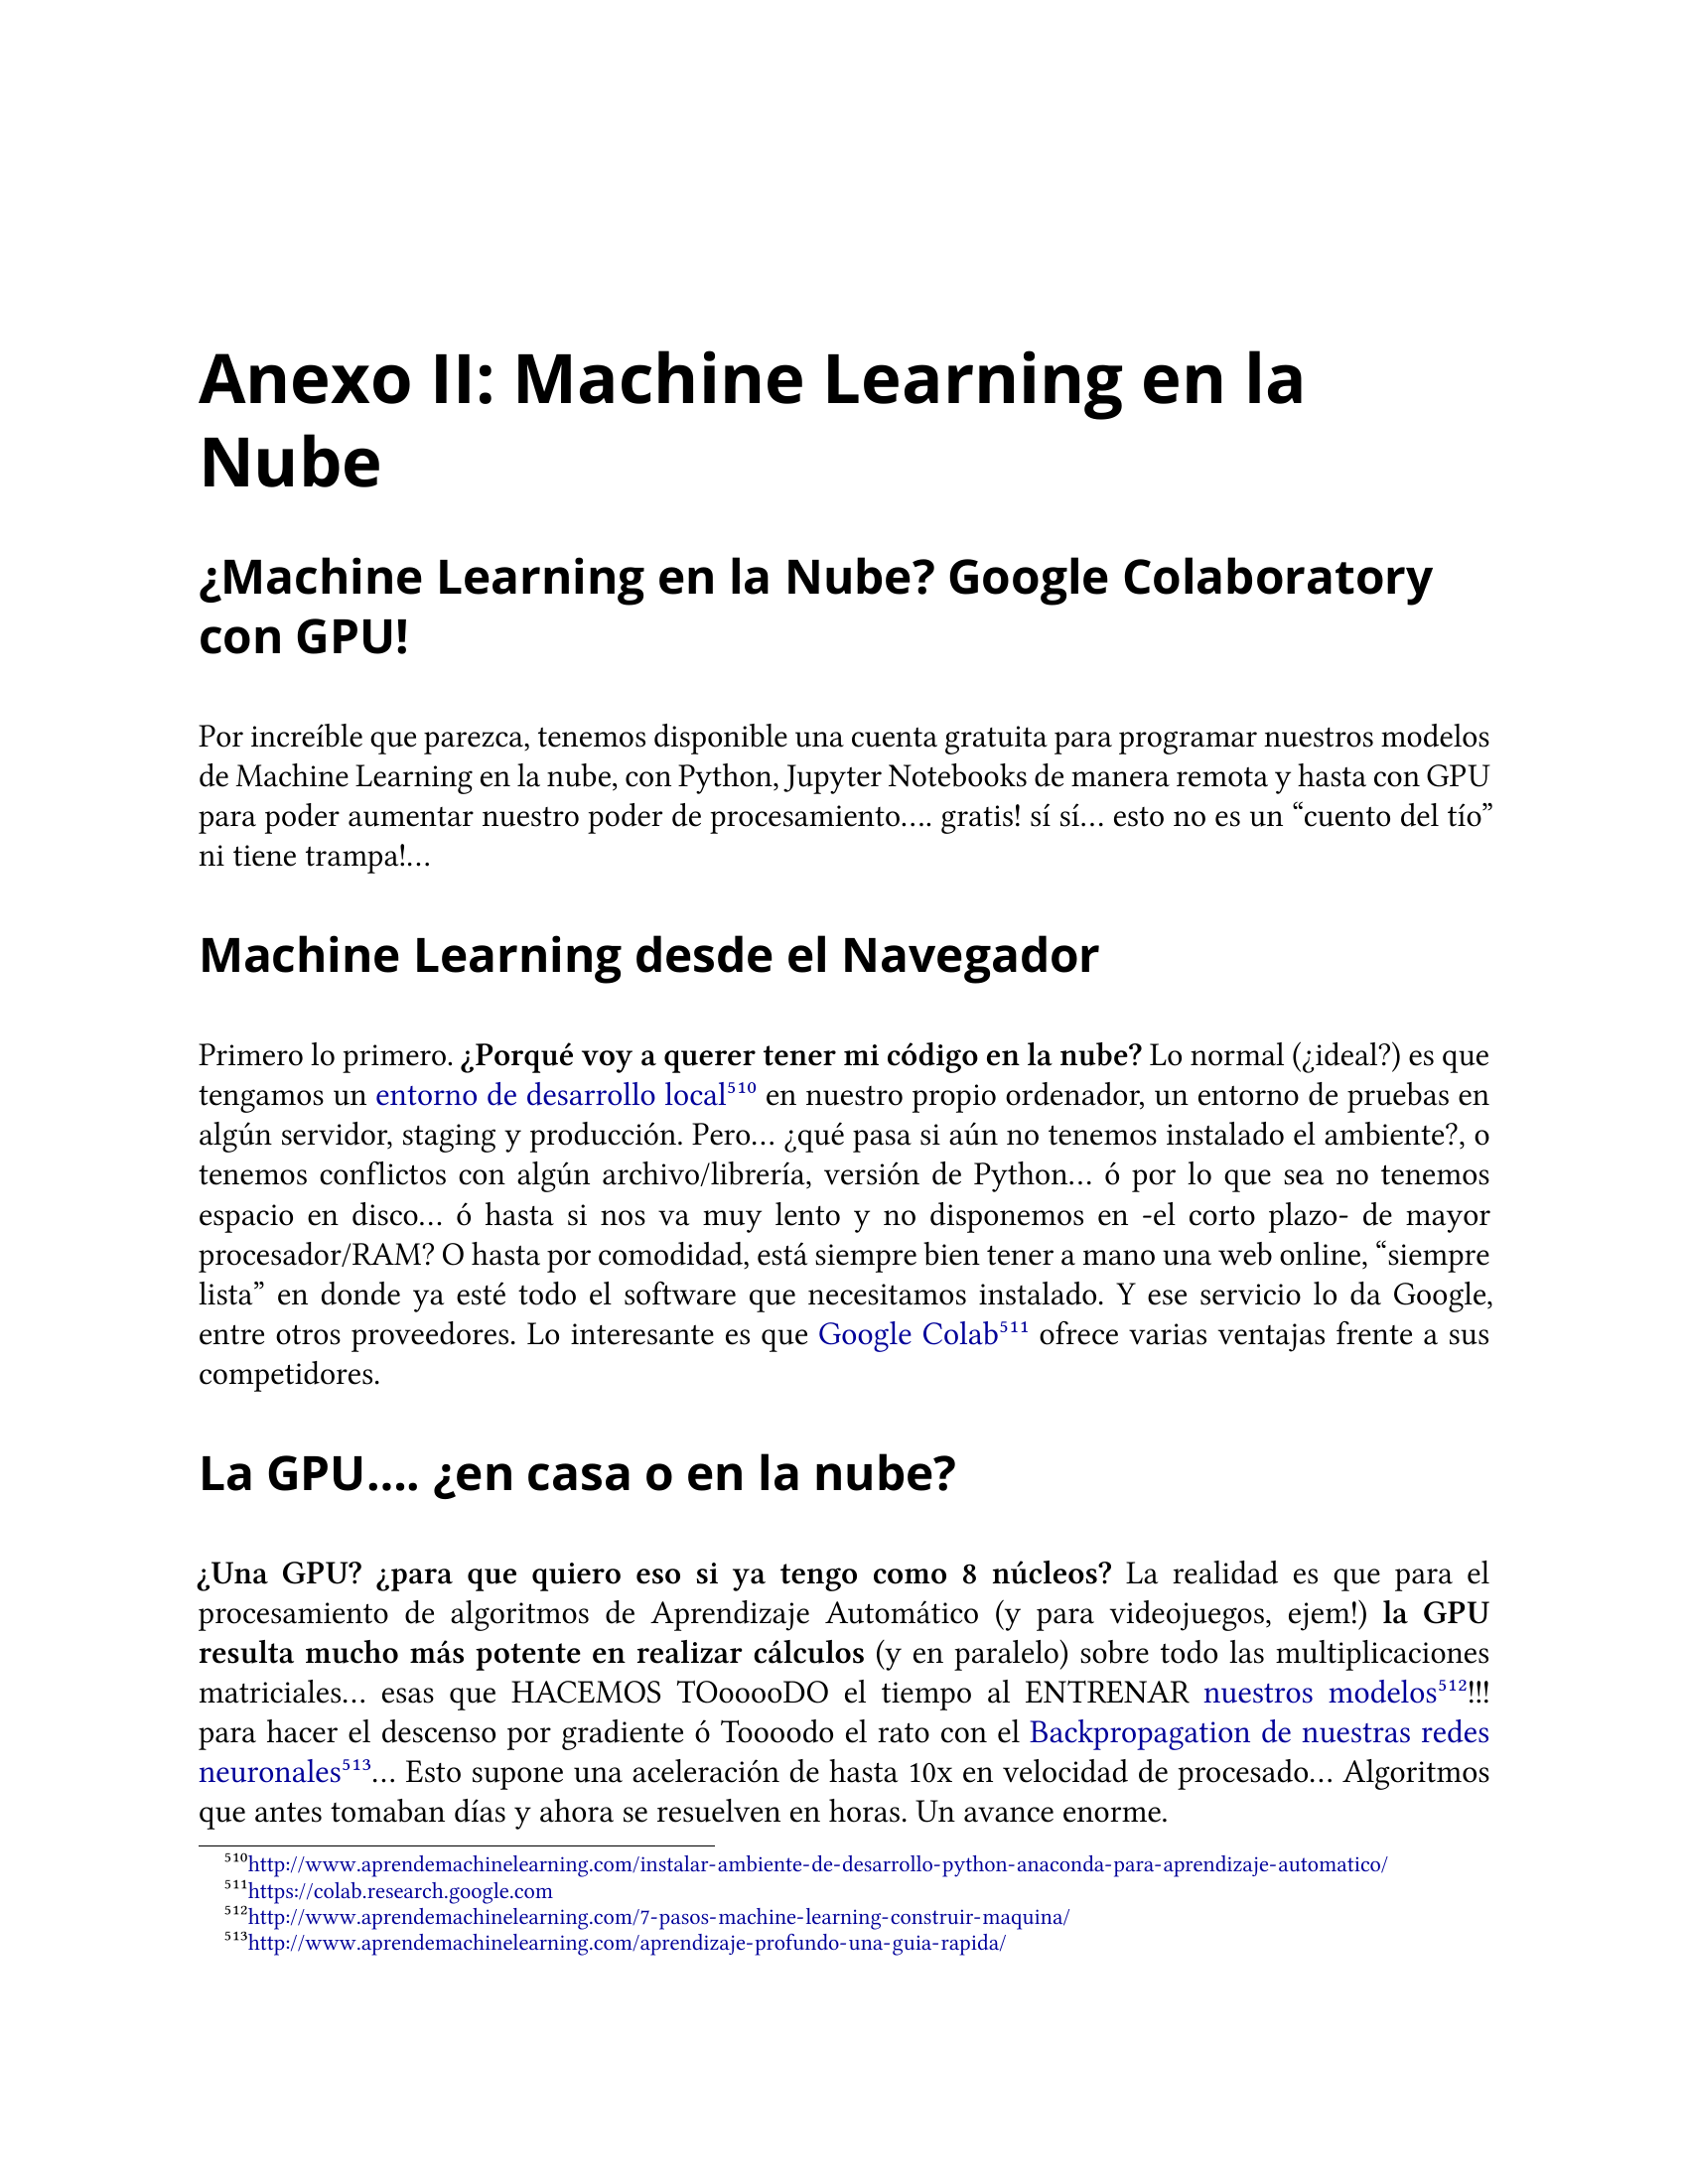 Anexo II: Machine Learning en la
Nube
¿Machine Learning en la Nube? Google Colaboratory
con GPU!
Por increíble que parezca, tenemos disponible una cuenta gratuita para programar nuestros modelos
de Machine Learning en la nube, con Python, Jupyter Notebooks de manera remota y hasta con GPU
para poder aumentar nuestro poder de procesamiento…. gratis! sí sí… esto no es un “cuento del tío”
ni tiene trampa!…
Machine Learning desde el Navegador
Primero lo primero. ¿Porqué voy a querer tener mi código en la nube? Lo normal (¿ideal?) es que
tengamos un entorno de desarrollo local⁵¹⁰ en nuestro propio ordenador, un entorno de pruebas en
algún servidor, staging y producción. Pero… ¿qué pasa si aún no tenemos instalado el ambiente?, o
tenemos conflictos con algún archivo/librería, versión de Python… ó por lo que sea no tenemos
espacio en disco… ó hasta si nos va muy lento y no disponemos en -el corto plazo- de mayor
procesador/RAM? O hasta por comodidad, está siempre bien tener a mano una web online, “siempre
lista” en donde ya esté todo el software que necesitamos instalado. Y ese servicio lo da Google,
entre otros proveedores. Lo interesante es que Google Colab⁵¹¹ ofrece varias ventajas frente a sus
competidores.
La GPU…. ¿en casa o en la nube?
¿Una GPU? ¿para que quiero eso si ya tengo como 8 núcleos? La realidad es que para el
procesamiento de algoritmos de Aprendizaje Automático (y para videojuegos, ejem!) la GPU
resulta mucho más potente en realizar cálculos (y en paralelo) sobre todo las multiplicaciones
matriciales… esas que HACEMOS TOooooDO el tiempo al ENTRENAR nuestros modelos⁵¹²!!!
para hacer el descenso por gradiente ó Toooodo el rato con el Backpropagation de nuestras redes
neuronales⁵¹³… Esto supone una aceleración de hasta 10x en velocidad de procesado… Algoritmos
que antes tomaban días y ahora se resuelven en horas. Un avance enorme.
⁵¹⁰http://www.aprendemachinelearning.com/instalar-ambiente-de-desarrollo-python-anaconda-para-aprendizaje-automatico/
⁵¹¹https://colab.research.google.com
⁵¹²http://www.aprendemachinelearning.com/7-pasos-machine-learning-construir-maquina/
⁵¹³http://www.aprendemachinelearning.com/aprendizaje-profundo-una-guia-rapida/